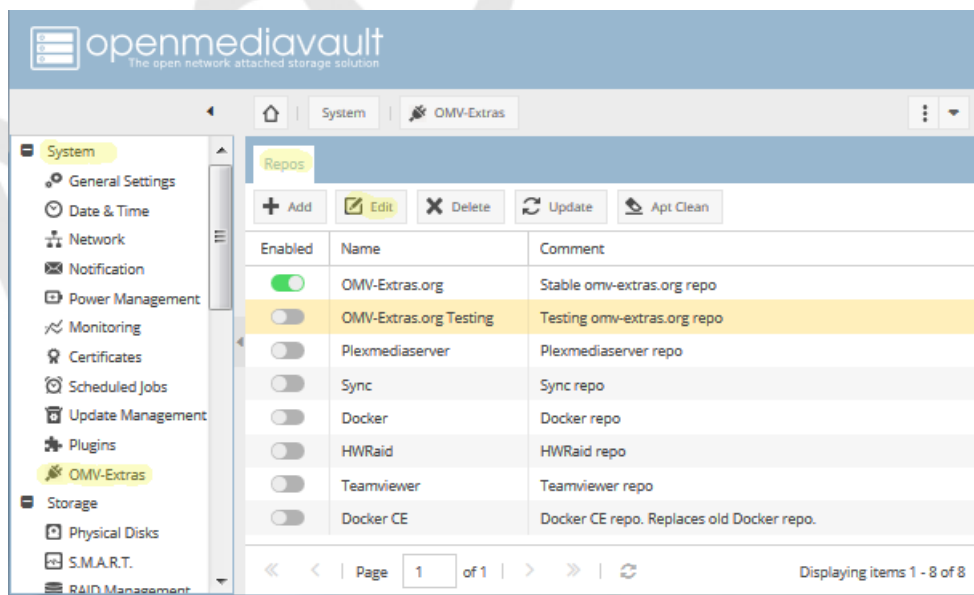 openmediavault
The open network attached storage solution
System
OMV-Extras
System
General Settings
Date & Time
Network
Notification
Power Management
Monitoring
Certificates
Scheduled Jobs
Update Management
Plugins
OMV-Extras
Storage
Physical Disks
S.M.A.R.T.
RAID Management
Repos
Add Edit Delete Update Apt Clean
Enabled Name Comment
OMV-Extras.org Stable omv-extras.org repo
OMV-Extras.org Testing Testing omv-extras.org repo
Plexmediaserver Plexmediaserver repo
Sync Sync repo
Docker Docker repo
HWRaid HWRaid repo
Teamviewer Teamviewer repo
Docker CE Docker CE repo. Replaces old Docker repo.
Page 1 of 1 Displaying items 1 - 8 of 8